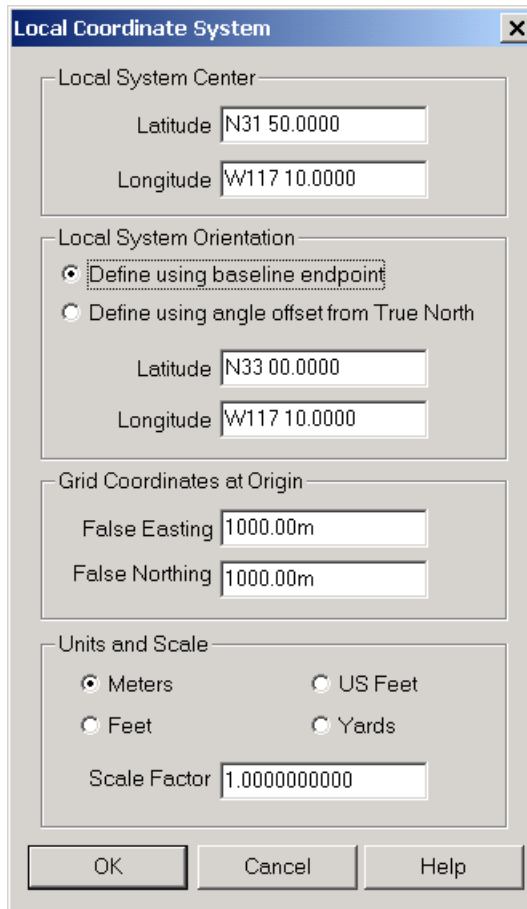 Local Coordinate System
Local System Center
Latitude N31 50.0000
Longitude W117 10.0000
Local System Orientation
Define using baseline endpoint
Define using angle offset from True North
Latitude N33 00.0000
Longitude W117 10.0000
Grid Coordinates at Origin
False Easting 1000.00m
False Northing 1000.00m
Units and Scale
Meters US Feet
Feet Yards
Scale Factor 1.0000000000
OK Cancel Help